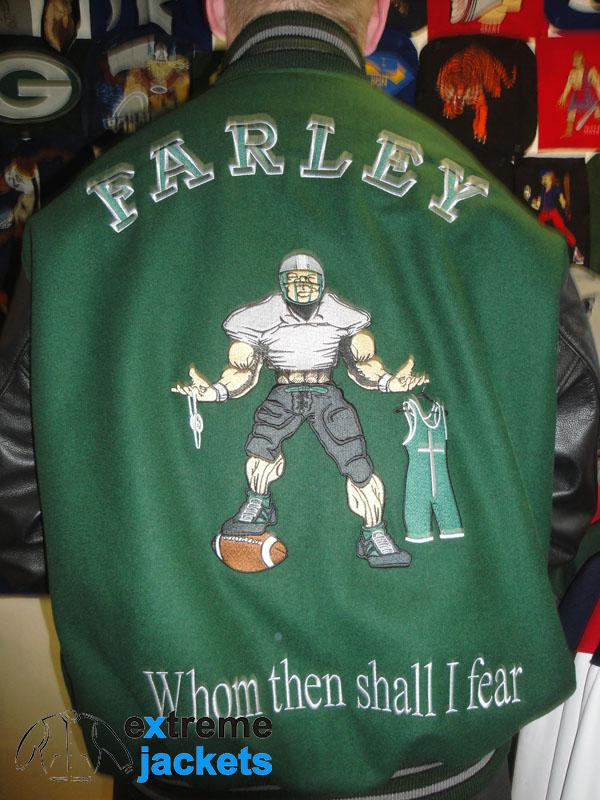 G
FARLEY
Whom then shall I fear
extreme
jackets